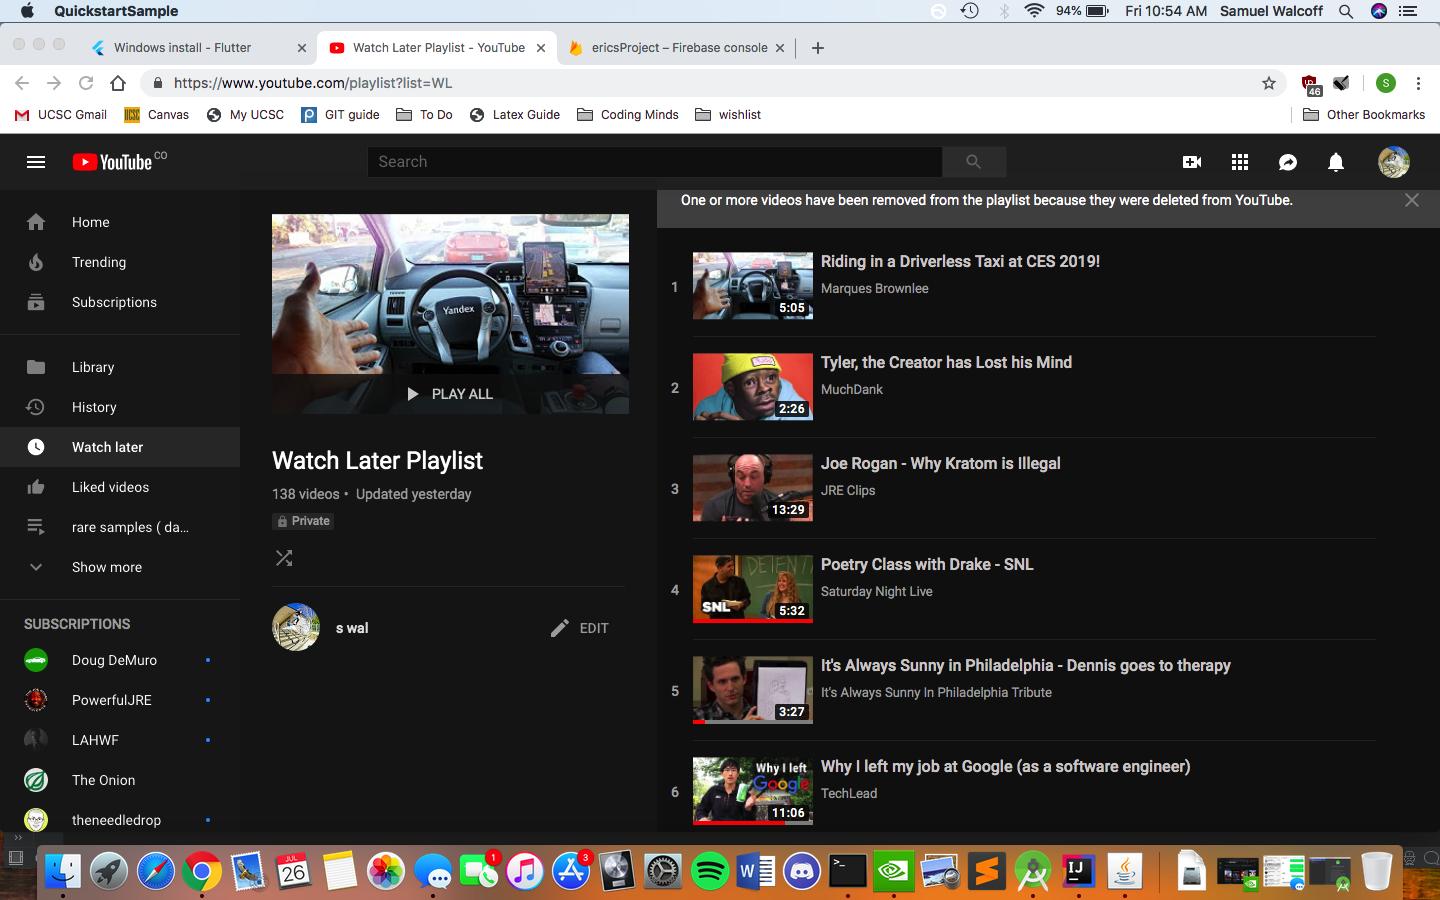 QuickstartSample
94%
Fri 10:54 AM
Samuel Walcoff
Windows install - Flutter
Watch Later Playlist - YouTube
ericsProject – Firebase console
https://www.youtube.com/playlist?list=WL
46
S
UCSC Gmail
Canvas
My UCSC
GIT guide
To Do
Latex Guide
Coding Minds
wishlist
Other Bookmarks
YouTube CO
Search
Home
Trending
Subscriptions
Library
History
Watch later
Liked videos
rare samples ( da...
Show more
SUBSCRIPTIONS
Doug DeMuro
PowerfulJRE
LAHWF
The Onion
theneedledrop
Yandex
PLAY ALL
Watch Later Playlist
138 videos • Updated yesterday
Private
s wal
EDIT
One or more videos have been removed from the playlist because they were deleted from YouTube.
1
5:05
Riding in a Driverless Taxi at CES 2019!
Marques Brownlee
2
2:26
Tyler, the Creator has Lost his Mind
MuchDank
3
13:29
Joe Rogan - Why Kratom is Illegal
JRE Clips
4
SNL
5:32
Poetry Class with Drake - SNL
Saturday Night Live
5
3:27
It's Always Sunny in Philadelphia - Dennis goes to therapy
It's Always Sunny In Philadelphia Tribute
6
Why I left
Google
11:06
Why I left my job at Google (as a software engineer)
TechLead
JUL
26
1
3
W
>_
IJ